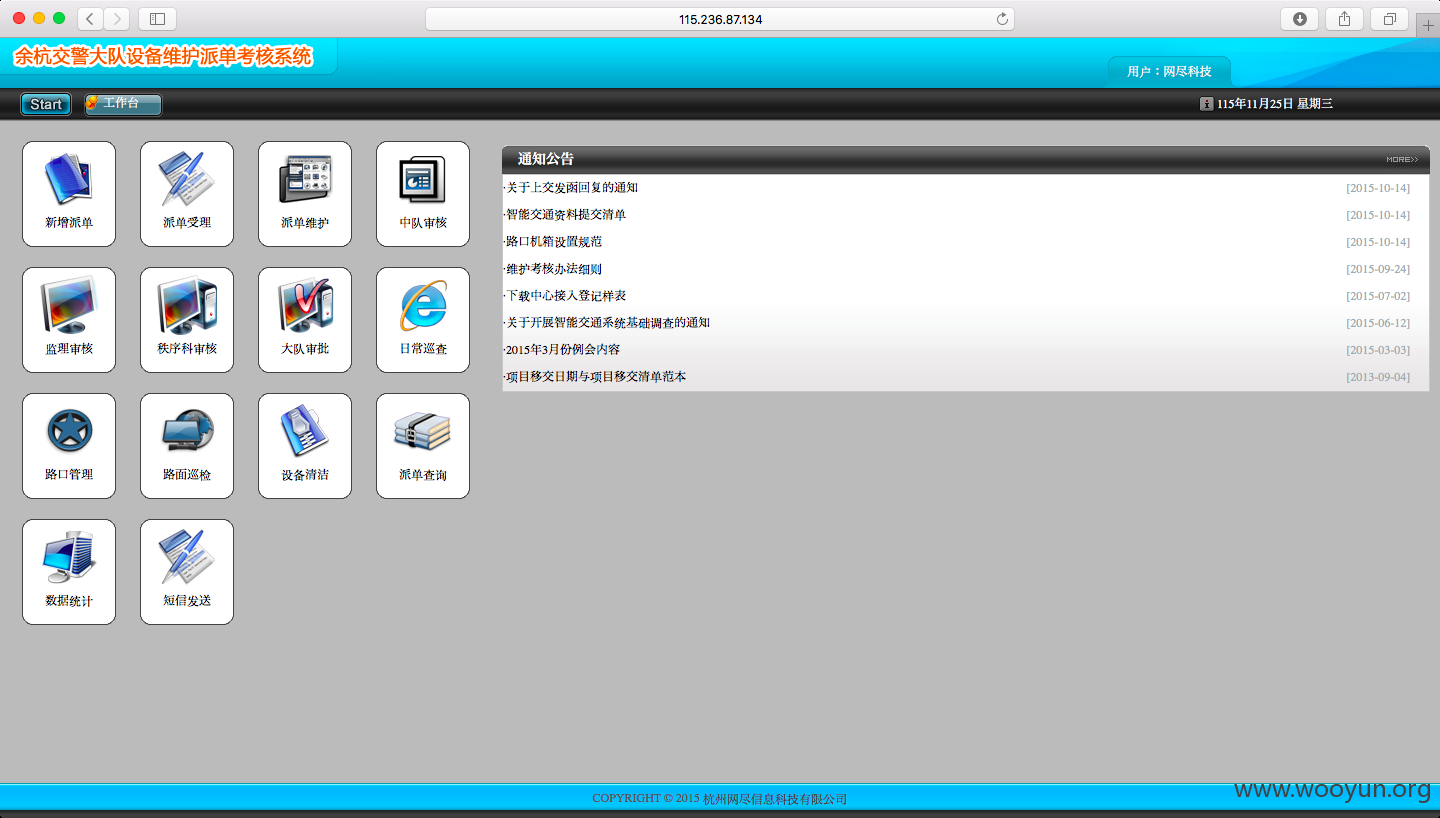 115.236.87.134
余杭交警大队设备维护派单考核系统
用户：网尽科技
Start
工作台
115年11月25日 星期三
新增派单
派单受理
派单维护
中队审核
监理审核
秩序科审核
大队审批
日常巡查
路口管理
路面巡检
设备清洁
派单查询
数据统计
短信发送
通知公告
MORE>>
·关于上交发函回复的通知 [2015-10-14]
·智能交通资料提交清单 [2015-10-14]
·路口机箱设置规范 [2015-10-14]
·维护考核办法细则 [2015-09-24]
·下载中心接入登记样表 [2015-07-02]
·关于开展智能交通系统基础调查的通知 [2015-06-12]
·2015年3月份例会内容 [2015-03-03]
·项目移交日期与项目移交清单范本 [2013-09-04]
COPYRIGHT © 2015 杭州网尽信息科技有限公司
www.wooyun.org